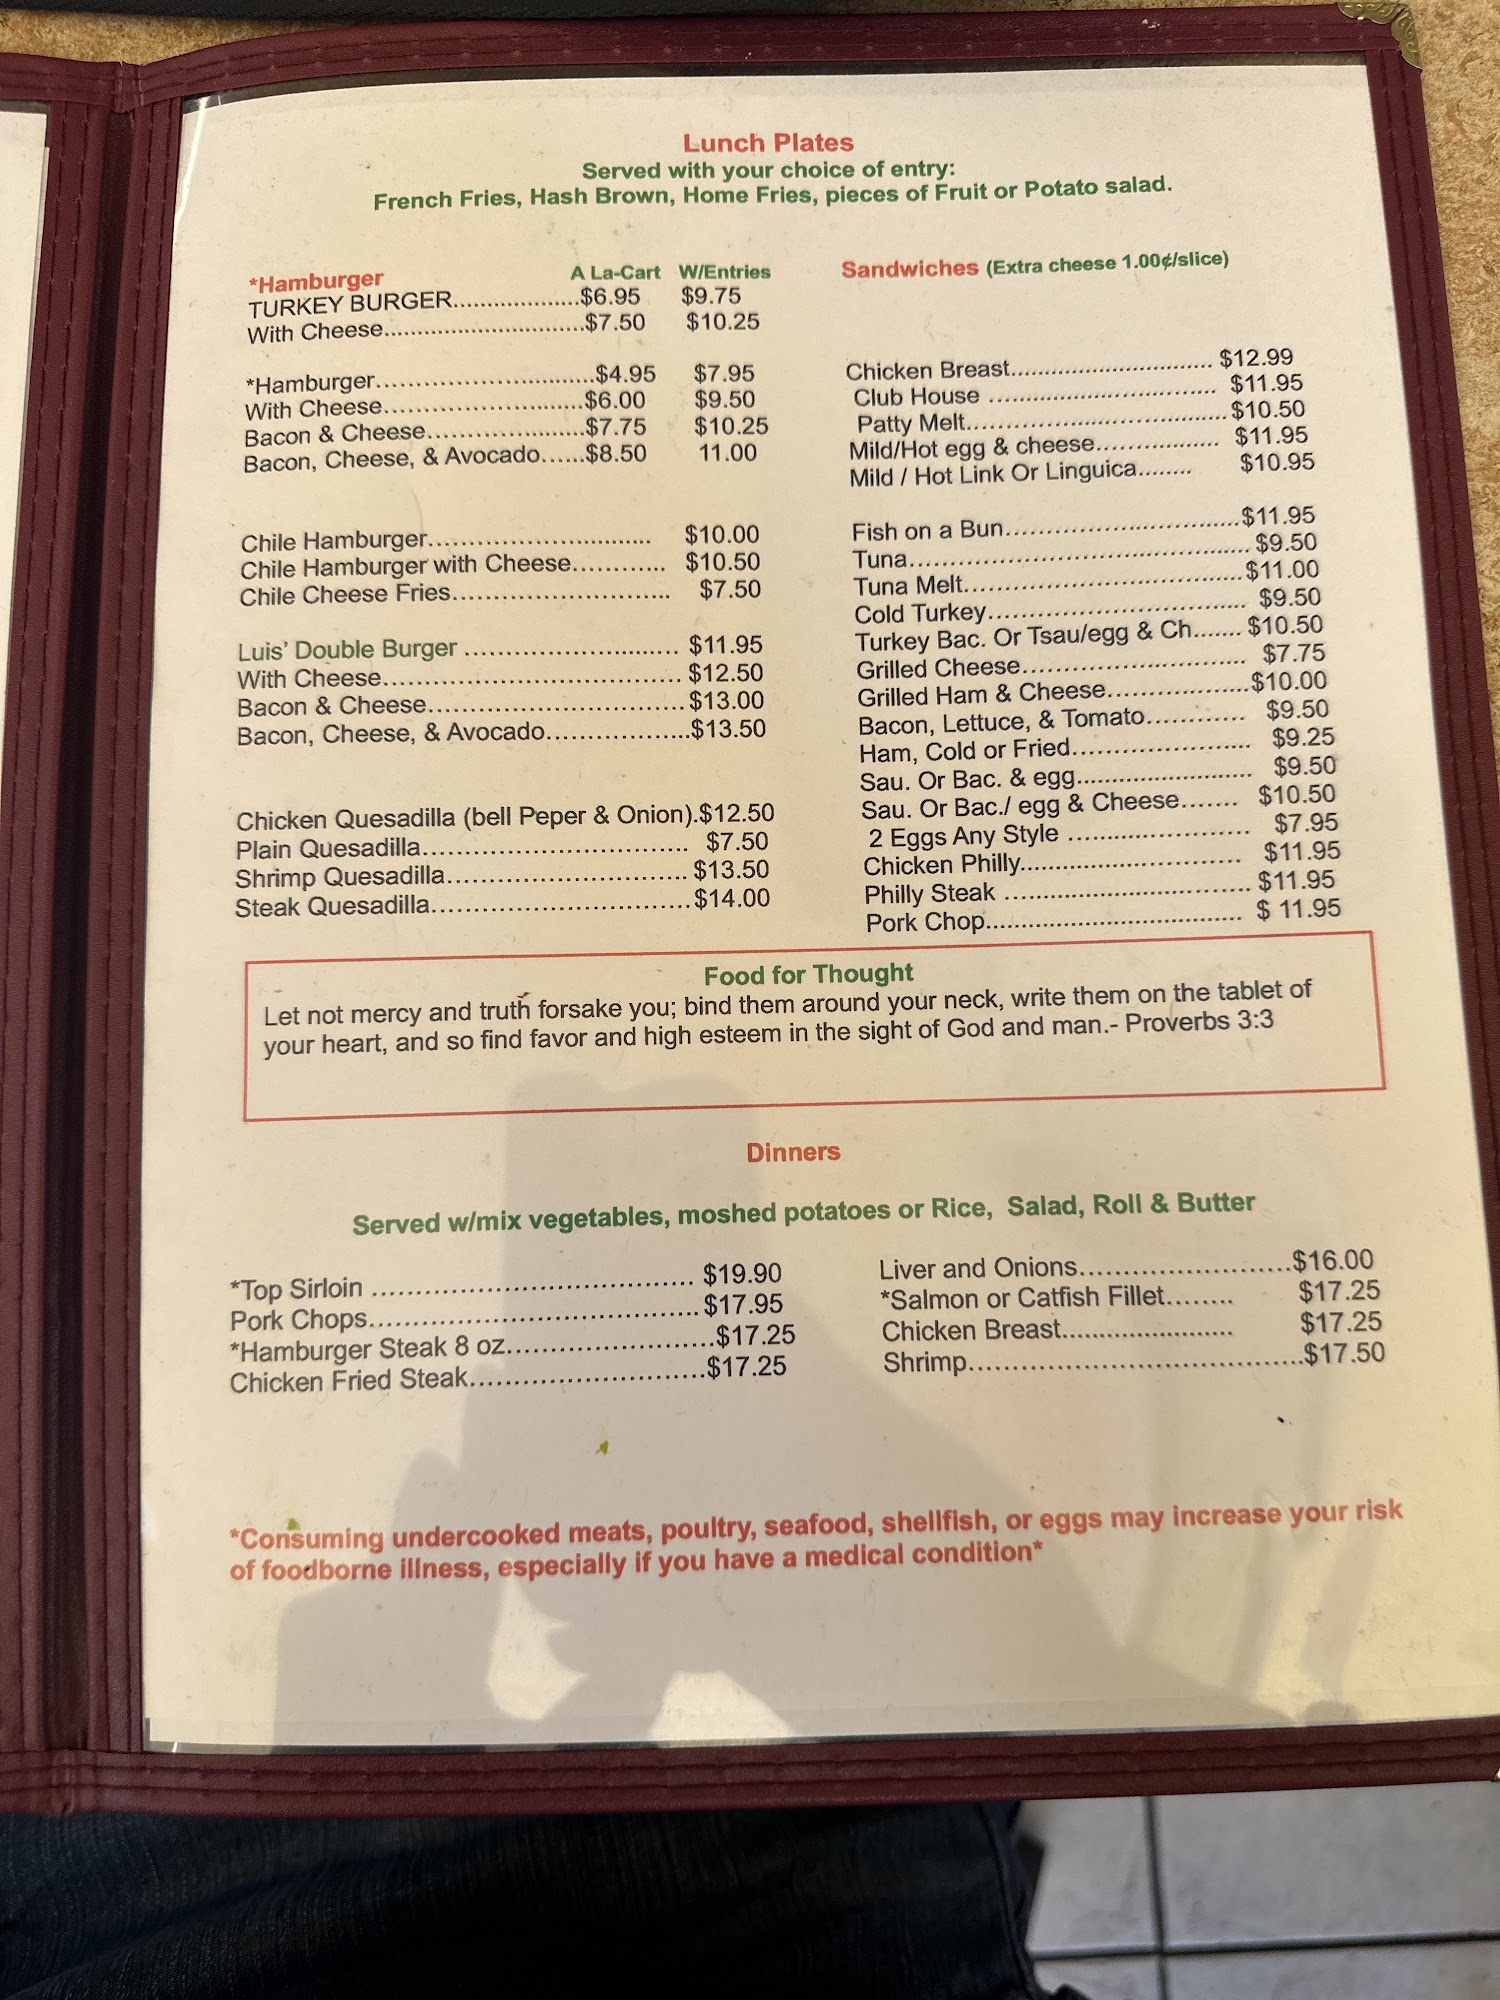 Lunch Plates
Served with your choice of entry:
French Fries, Hash Brown, Home Fries, pieces of Fruit or Potato salad.
*Hamburger A La-Cart W/Entries
TURKEY BURGER....................$6.95 $9.75
With Cheese...............................$7.50 $10.25
*Hamburger..................................$4.95 $7.95
With Cheese...............................$6.00 $9.50
Bacon & Cheese........................$7.75 $10.25
Bacon, Cheese, & Avocado......$8.50 11.00
Chile Hamburger.................................. $10.00
Chile Hamburger with Cheese............ $10.50
Chile Cheese Fries................................. $7.50
Luis' Double Burger ............................. $11.95
With Cheese......................................... $12.50
Bacon & Cheese...................................$13.00
Bacon, Cheese, & Avocado...................$13.50
Chicken Quesadilla (bell Peper & Onion).$12.50
Plain Quesadilla.................................... $7.50
Shrimp Quesadilla................................ $13.50
Steak Quesadilla...................................$14.00
Sandwiches (Extra cheese 1.00¢/slice)
Chicken Breast............................ $12.99
Club House ................................ $11.95
Patty Melt....................................$10.50
Mild/Hot egg & cheese................. $11.95
Mild / Hot Link Or Linguica........ $10.95
Fish on a Bun................................$11.95
Tuna.............................................. $9.50
Tuna Melt......................................$11.00
Cold Turkey................................... $9.50
Turkey Bac. Or Tsau/egg & Ch....... $10.50
Grilled Cheese............................... $7.75
Grilled Ham & Cheese...................$10.00
Bacon, Lettuce, & Tomato............ $9.50
Ham, Cold or Fried........................ $9.25
Sau. Or Bac. & egg........................ $9.50
Sau. Or Bac./ egg & Cheese....... $10.50
2 Eggs Any Style ......................... $7.95
Chicken Philly............................... $11.95
Philly Steak .................................. $11.95
Pork Chop................................... $ 11.95
Food for Thought
Let not mercy and truth forsake you; bind them around your neck, write them on the tablet of
your heart, and so find favor and high esteem in the sight of God and man.- Proverbs 3:3
Dinners
Served w/mix vegetables, moshed potatoes or Rice, Salad, Roll & Butter
*Top Sirloin ..................................... $19.90
Pork Chops......................................$17.95
*Hamburger Steak 8 oz........................$17.25
Chicken Fried Steak...........................$17.25
Liver and Onions.........................$16.00
*Salmon or Catfish Fillet........ $17.25
Chicken Breast........................ $17.25
Shrimp.......................................$17.50
*Consuming undercooked meats, poultry, seafood, shellfish, or eggs may increase your risk
of foodborne illness, especially if you have a medical condition*